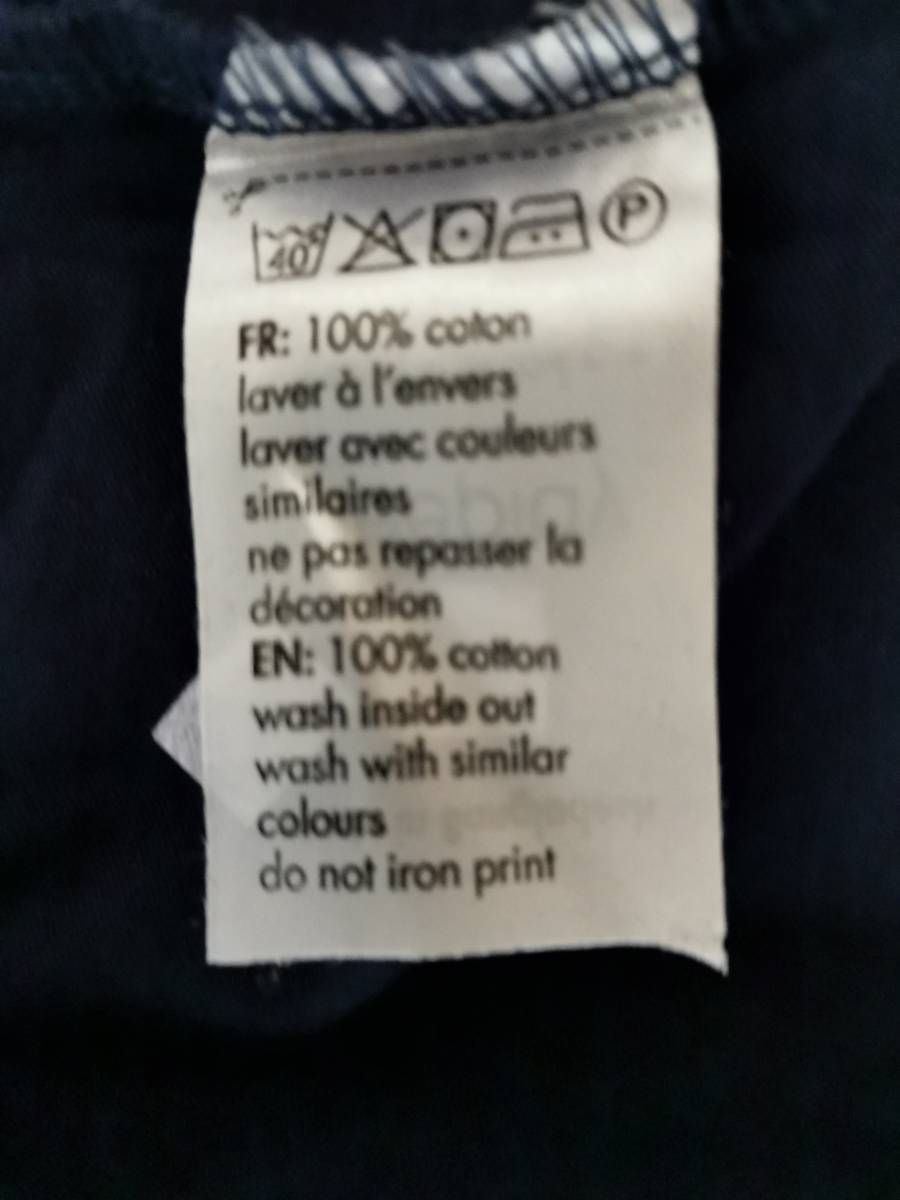 40
P
FR: 100% coton
laver à l'envers
laver avec couleurs
similaires
ne pas repasser la
décoration
EN: 100% cotton
wash inside out
wash with similar
colours
do not iron print